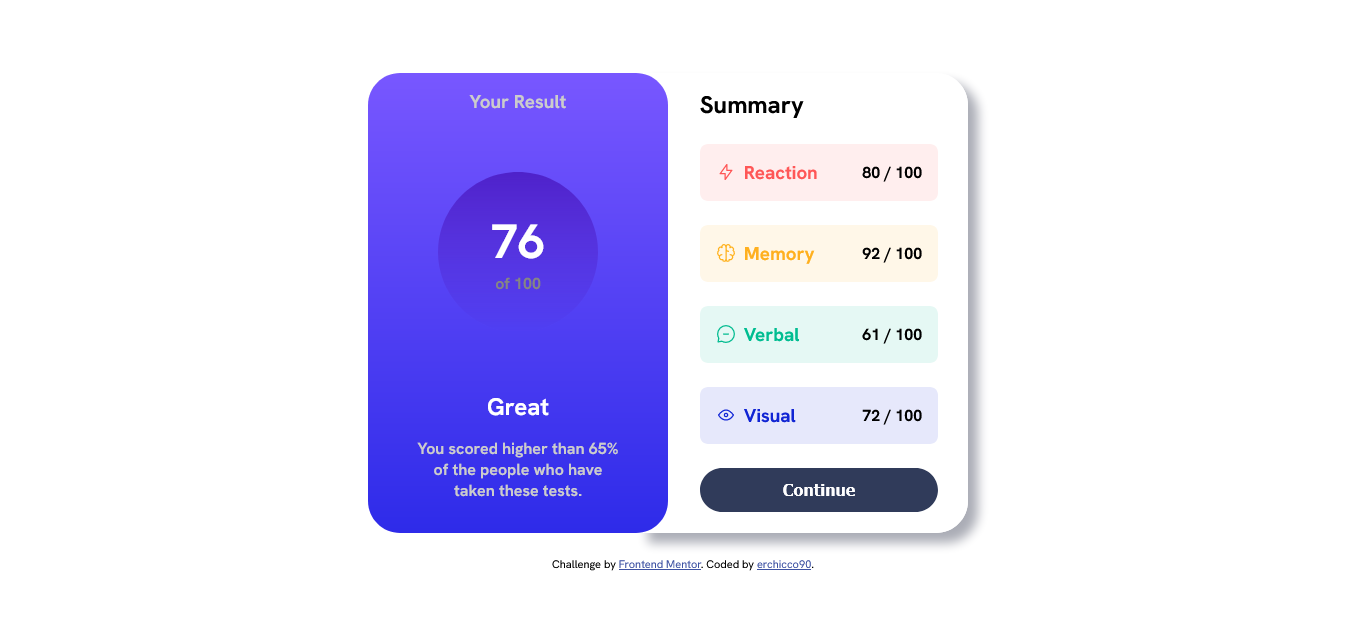 Your Result
76
of 100
Great
You scored higher than 65%
of the people who have
taken these tests.
Summary
Reaction 80 / 100
Memory 92 / 100
Verbal 61 / 100
Visual 72 / 100
Continue
Challenge by Frontend Mentor. Coded by erchicco90.